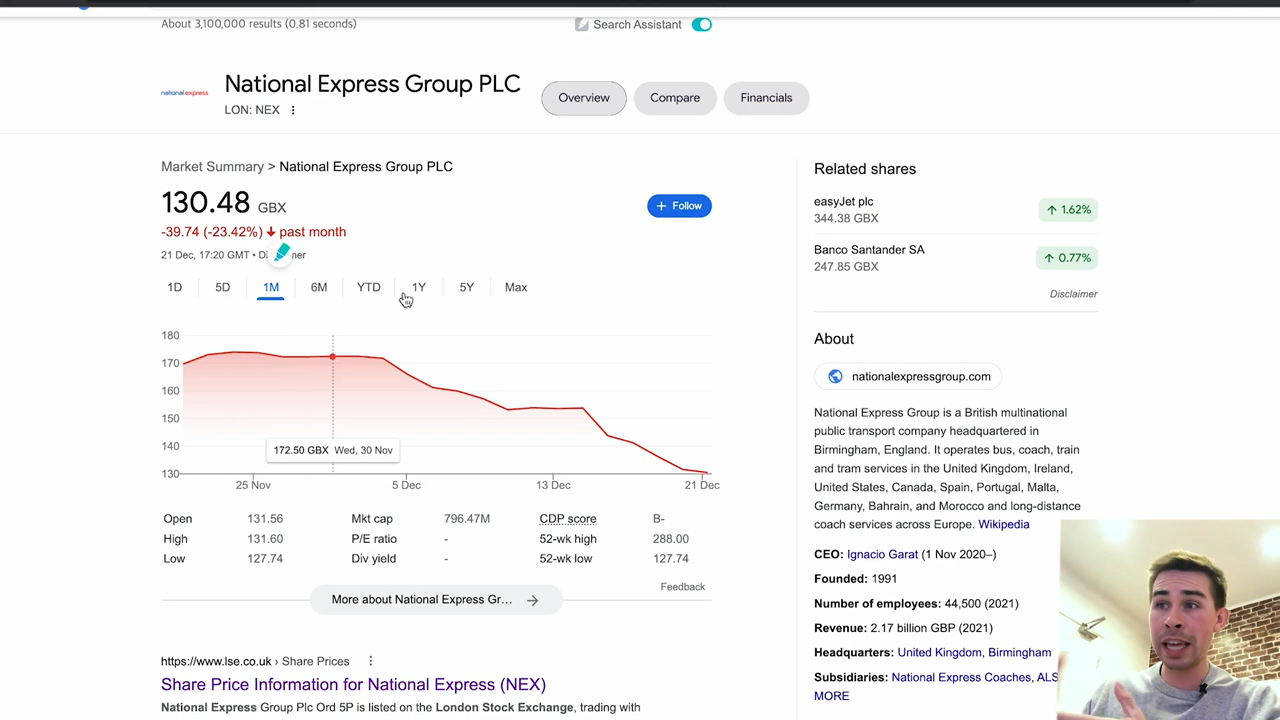 About 3,100,000 results (0.81 seconds)
Search Assistant
nationalexpress
National Express Group PLC
LON: NEX
Overview
Compare
Financials
Market Summary > National Express Group PLC
130.48 GBX
Follow
-39.74 (-23.42%) past month
21 Dec, 17:20 GMT •
1D 5D 1M 6M YTD 1Y 5Y Max
180
170
160
150
140
130
172.50 GBX Wed, 30 Nov
25 Nov 5 Dec 13 Dec 21 Dec
Open 131.56 Mkt cap 796.47M CDP score B-
High 131.60 P/E ratio - 52-wk high 288.00
Low 127.74 Div yield - 52-wk low 127.74
Feedback
More about National Express Gr...
https://www.lse.co.uk › Share Prices
Share Price Information for National Express (NEX)
National Express Group Plc Ord 5P is listed on the London Stock Exchange, trading with
Related shares
easyJet plc
344.38 GBX
1.62%
Banco Santander SA
247.85 GBX
0.77%
Disclaimer
About
nationalexpressgroup.com
National Express Group is a British multinational
public transport company headquartered in
Birmingham, England. It operates bus, coach, train
and tram services in the United Kingdom, Ireland,
United States, Canada, Spain, Portugal, Malta,
Germany, Bahrain, and Morocco and long-distance
coach services across Europe. Wikipedia
CEO: Ignacio Garat (1 Nov 2020–)
Founded: 1991
Number of employees: 44,500 (2021)
Revenue: 2.17 billion GBP (2021)
Headquarters: United Kingdom, Birmingham
Subsidiaries: National Express Coaches, ALS
MORE